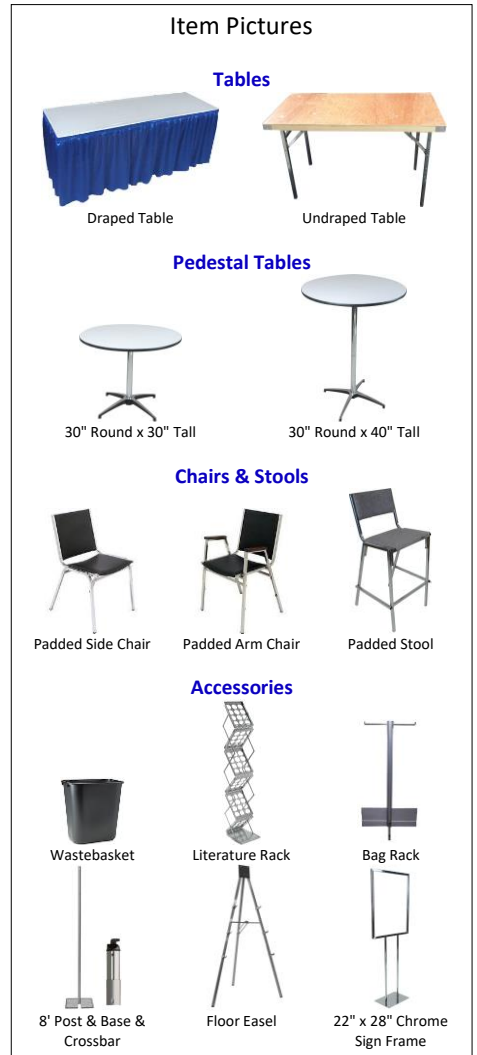 Item Pictures
Tables
Draped Table
Undraped Table
Pedestal Tables
30" Round x 30" Tall
30" Round x 40" Tall
Chairs & Stools
Padded Side Chair
Padded Arm Chair
Padded Stool
Accessories
Wastebasket
Literature Rack
Bag Rack
8' Post & Base &
Crossbar
Floor Easel
22" x 28" Chrome
Sign Frame